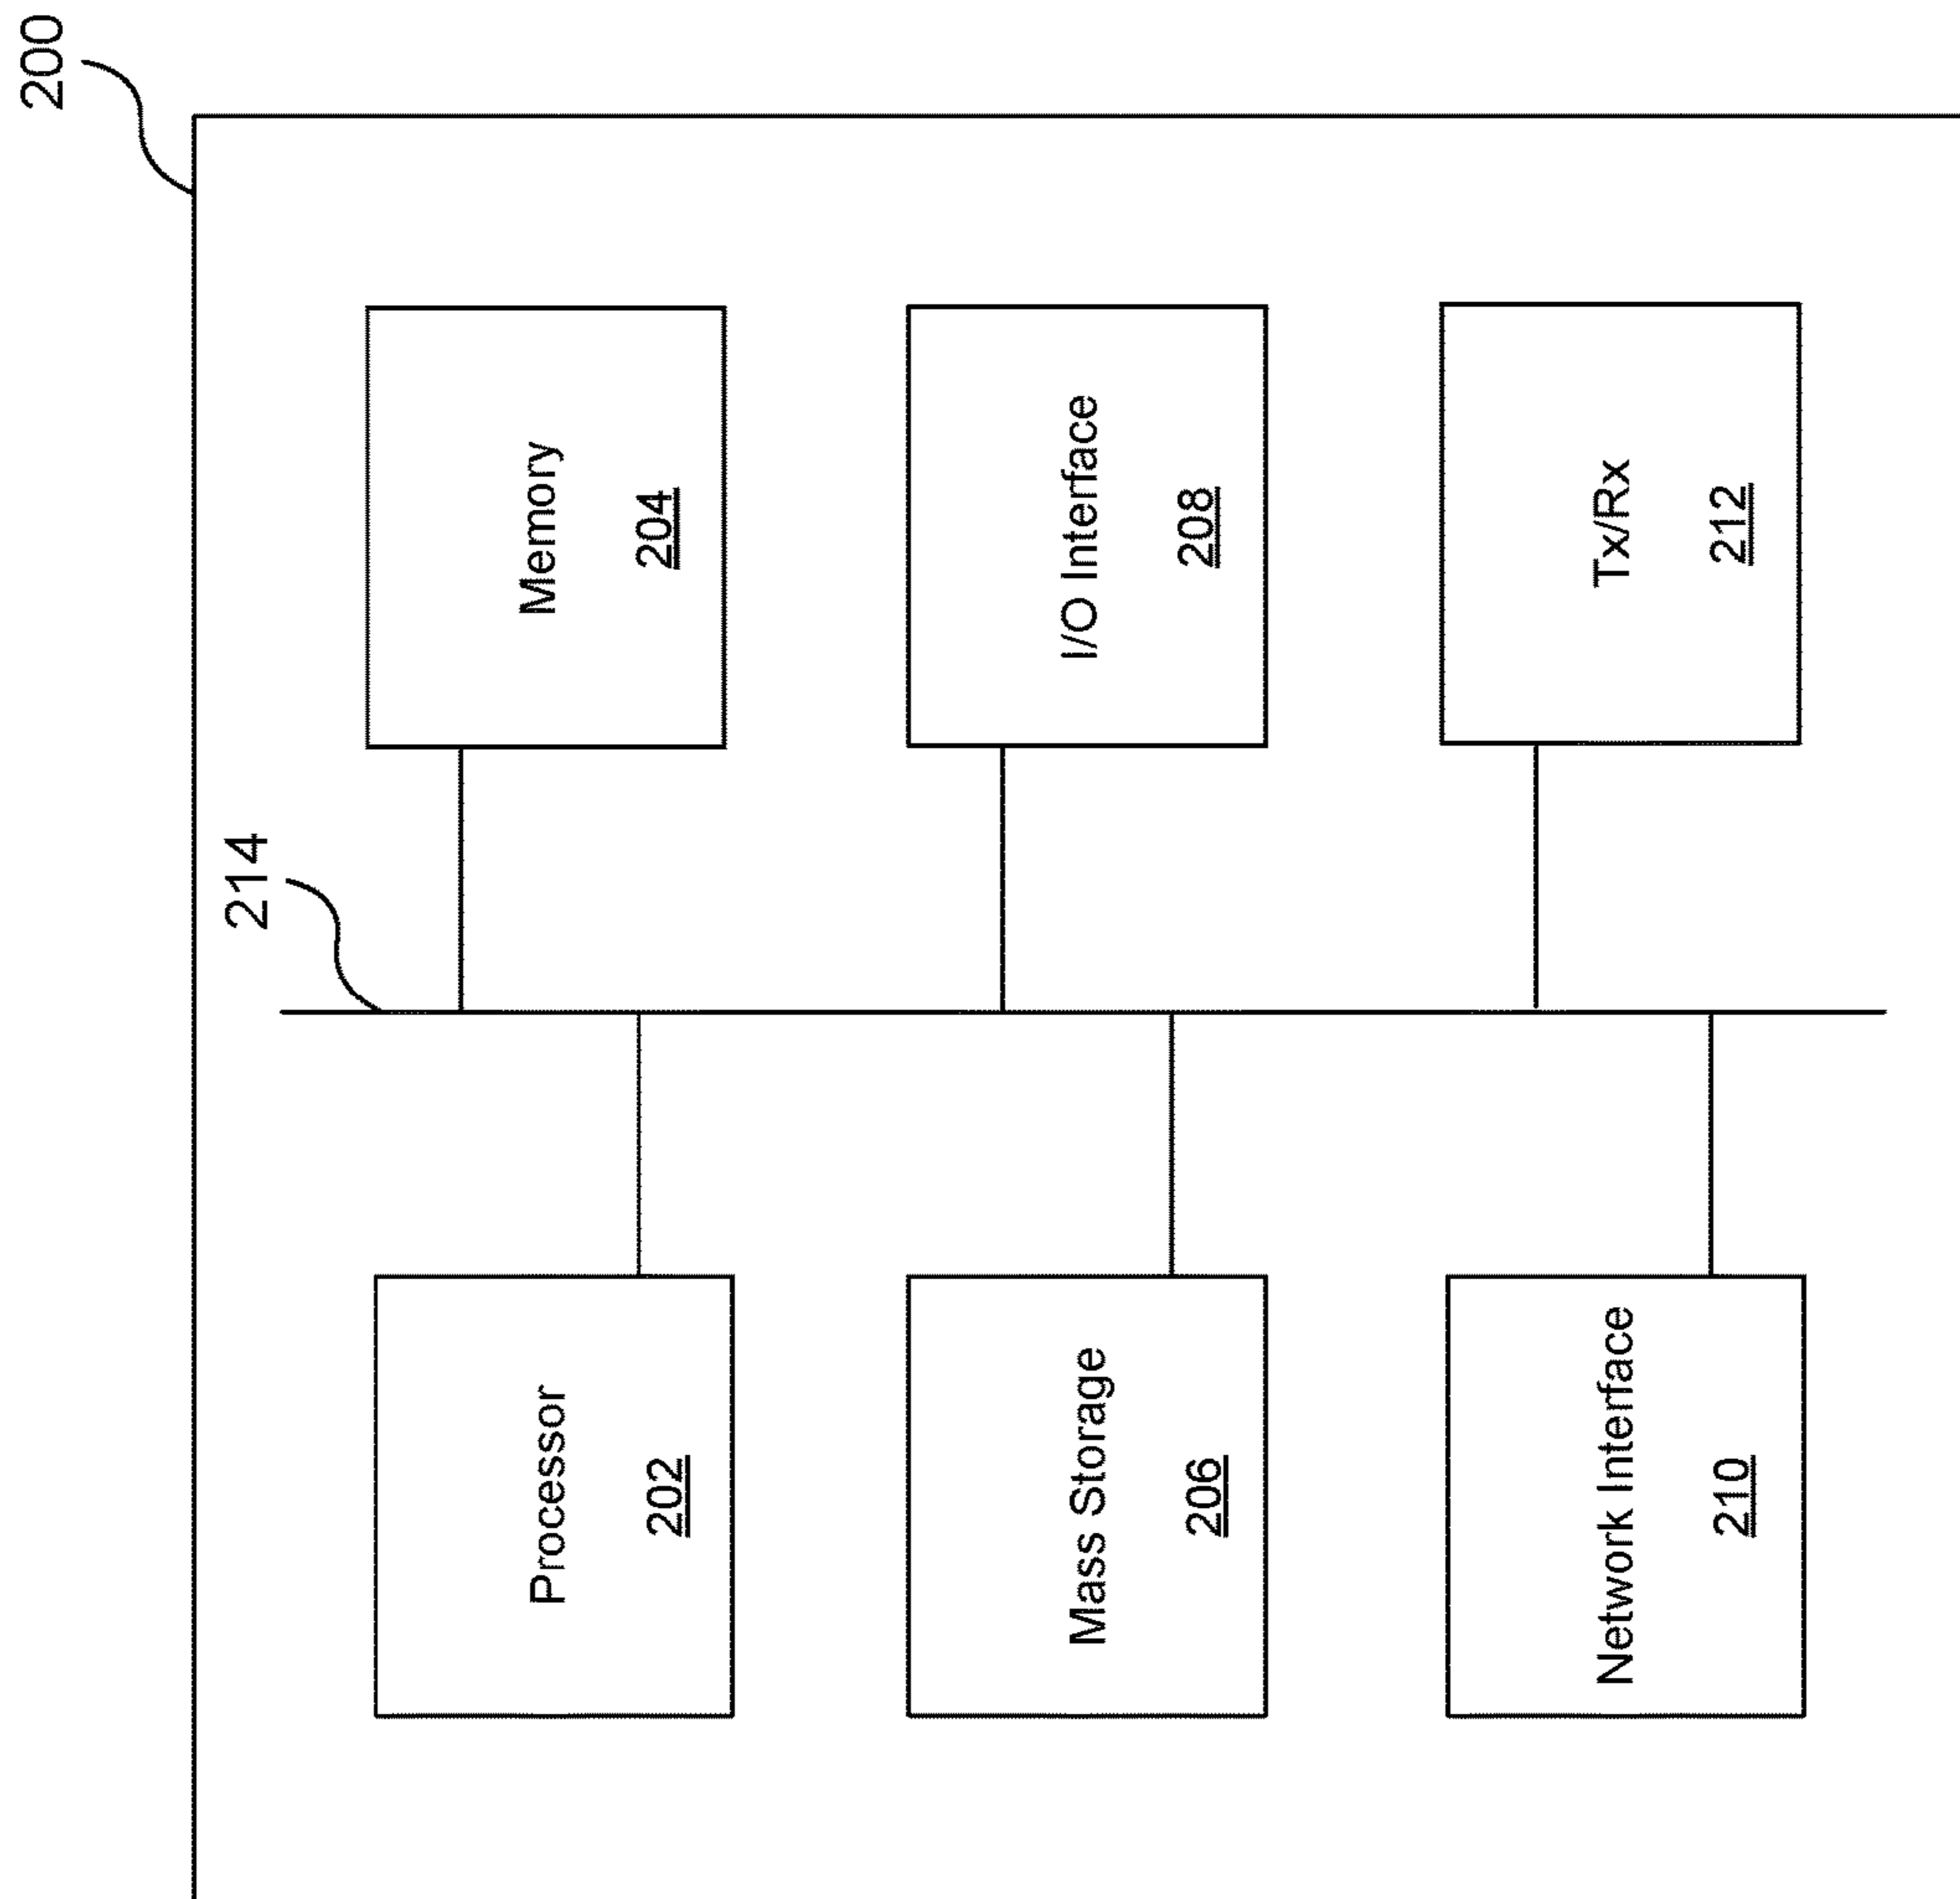 200
214
Processor
202
Memory
204
Mass Storage
206
I/O Interface
208
Network Interface
210
Tx/Rx
212